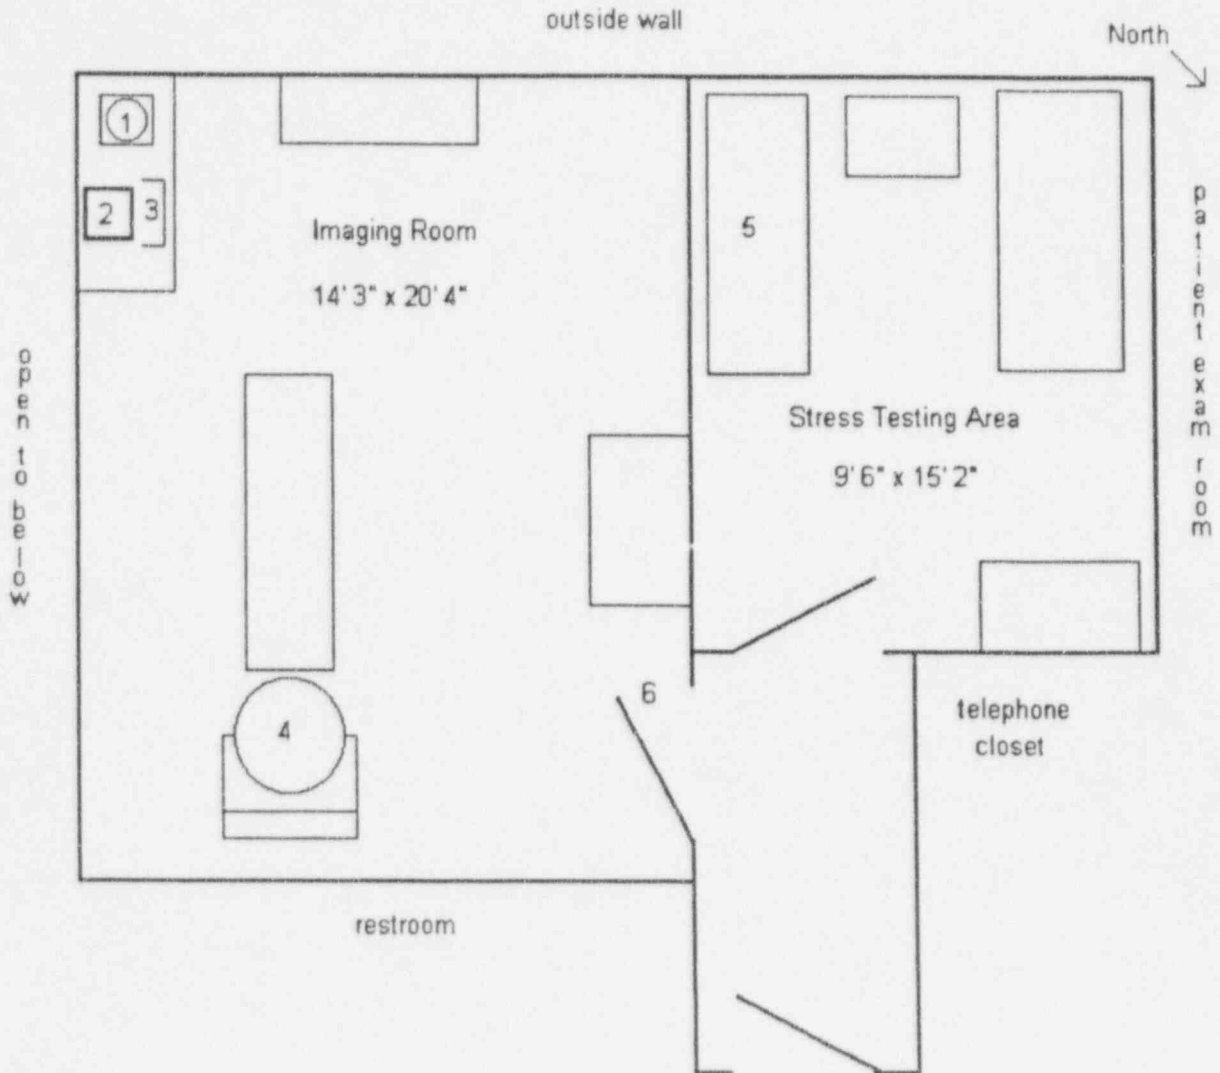 outside wall
North
1
2
3
Imaging Room
14'3" x 20'4"
open to below
5
Stress Testing Area
9'6" x 15'2"
patient exam room
6
4
telephone
closet
restroom